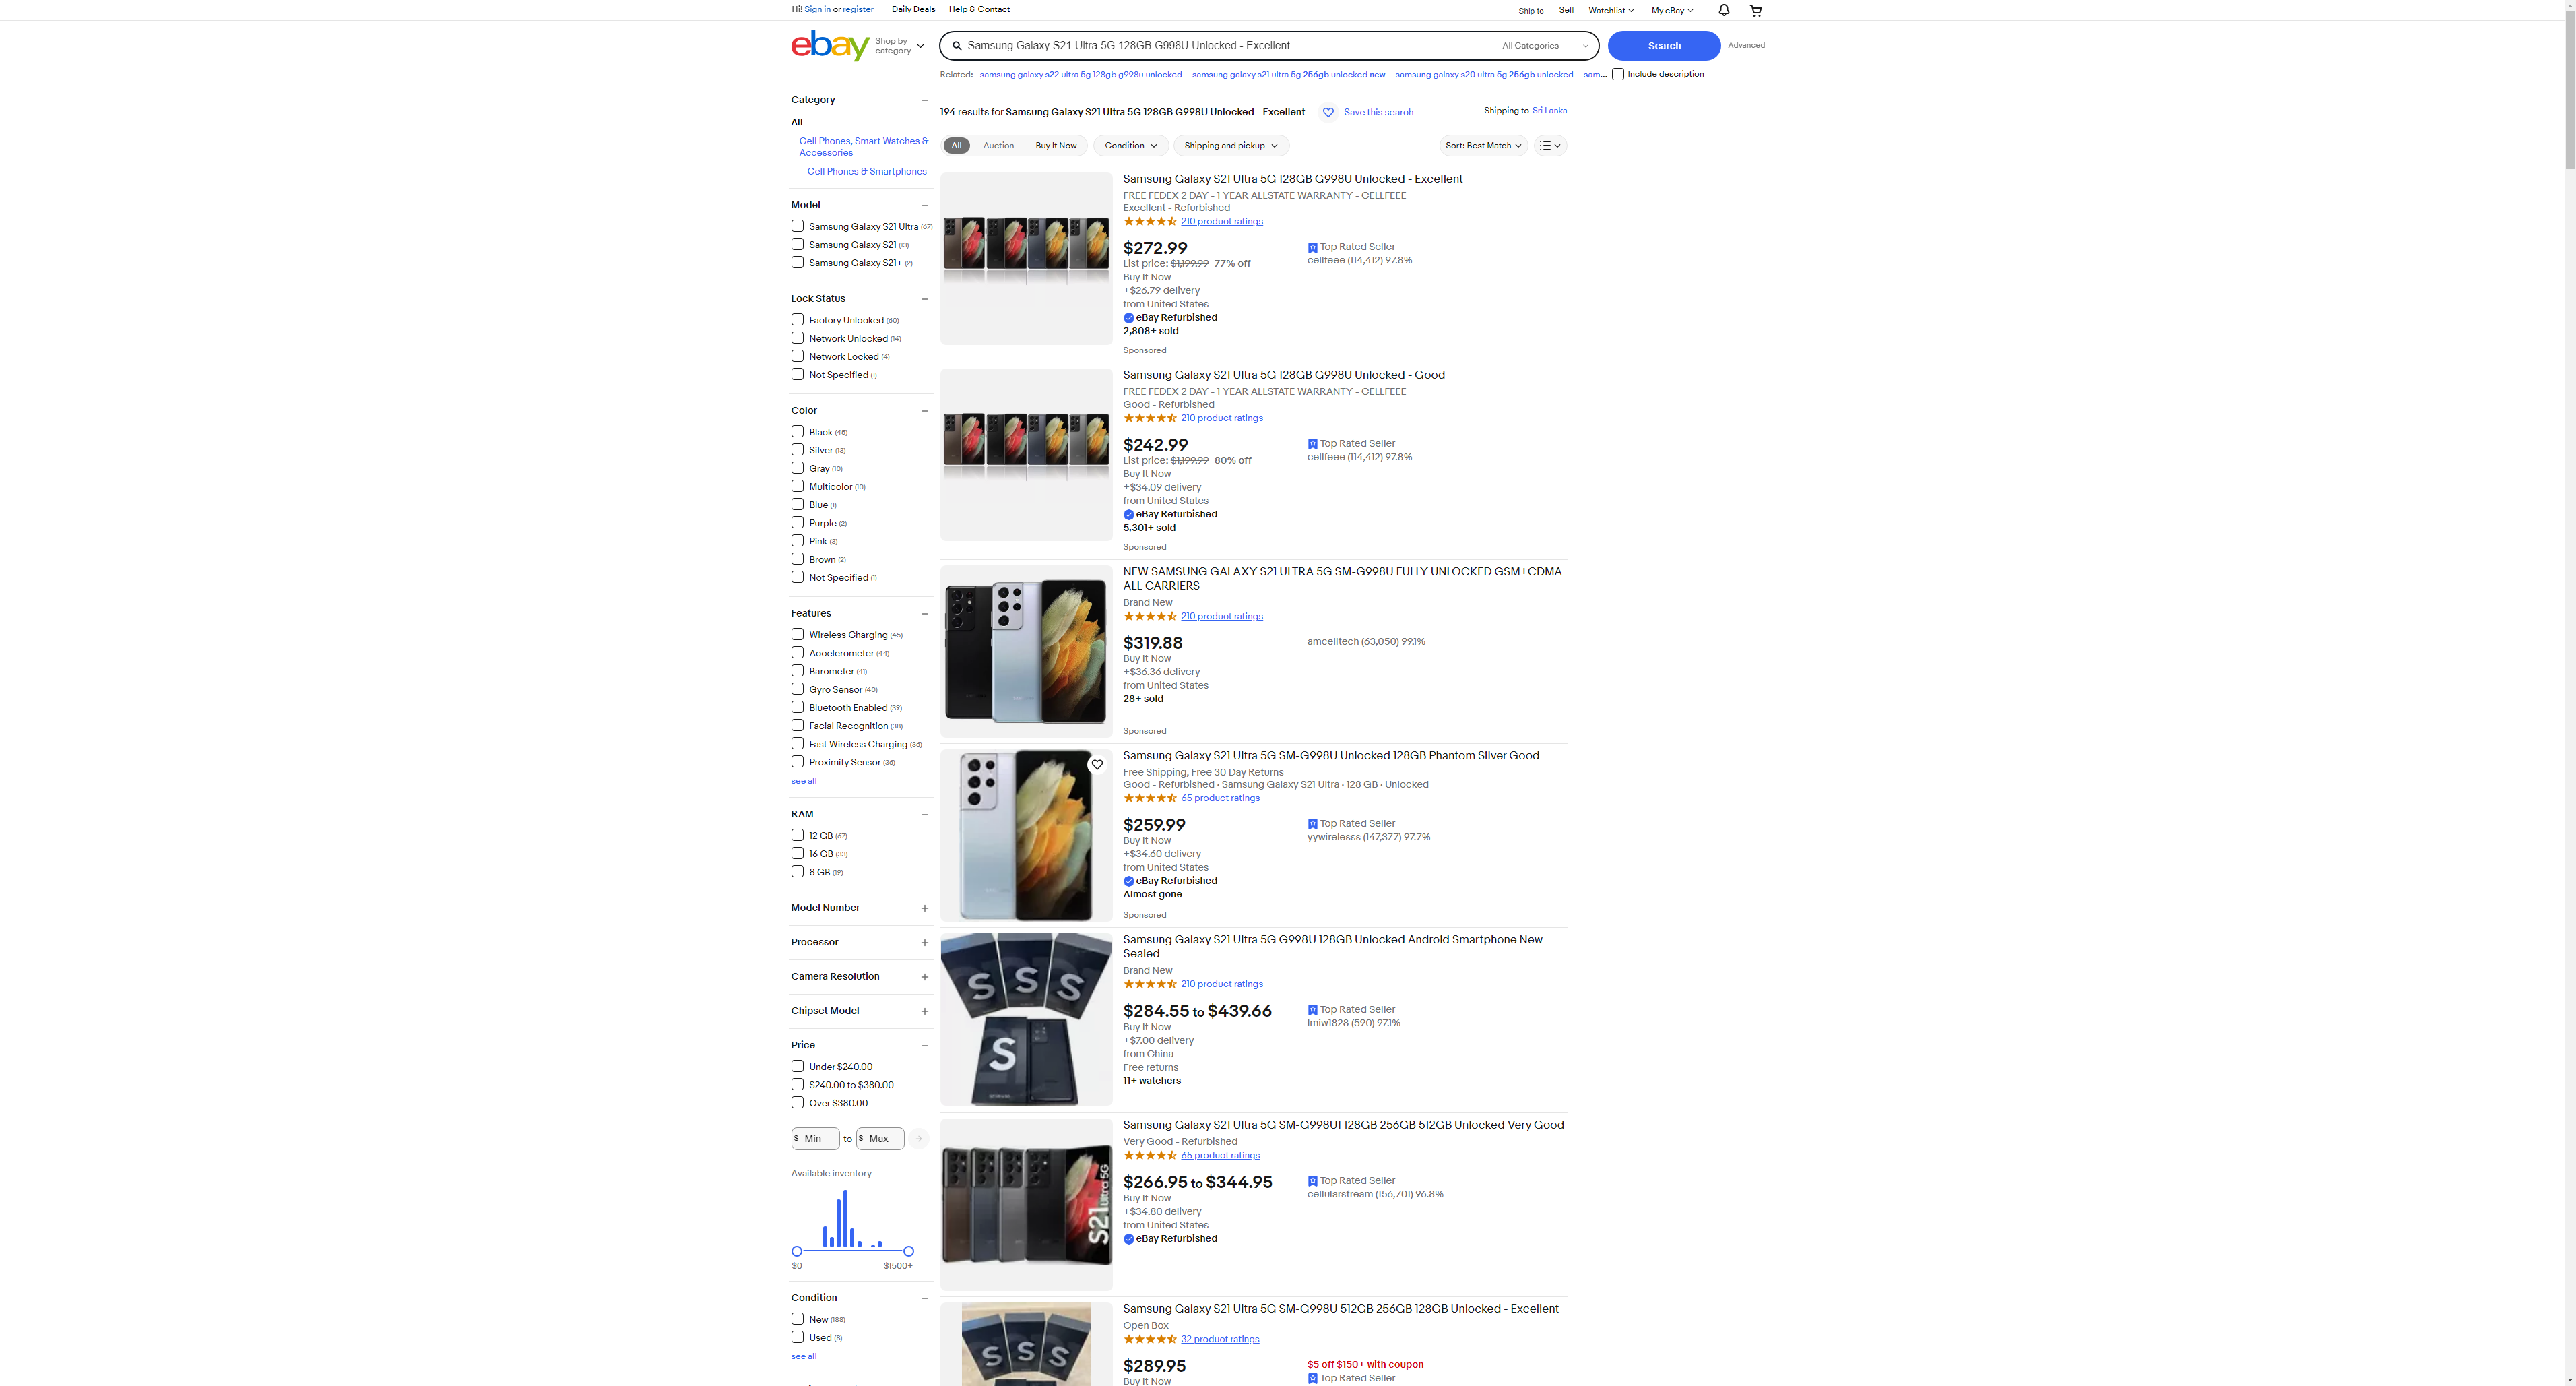 Hi! Sign in or register
Daily Deals
Help & Contact
Ship to
Sell
Watchlist
My eBay
ebay
Shop by
category
Samsung Galaxy S21 Ultra 5G 128GB G998U Unlocked - Excellent
All Categories
Search
Advanced
Related: samsung galaxy s22 ultra 5g 128gb g998u unlocked samsung galaxy s21 ultra 5g 256gb unlocked new samsung galaxy s20 ultra 5g 256gb unlocked sam...
Include description
Category
All
Cell Phones, Smart Watches &
Accessories
Cell Phones & Smartphones
Model
Samsung Galaxy S21 Ultra (67)
Samsung Galaxy S21 (13)
Samsung Galaxy S21+ (2)
Lock Status
Factory Unlocked (60)
Network Unlocked (14)
Network Locked (4)
Not Specified (1)
Color
Black (45)
Silver (13)
Gray (10)
Multicolor (10)
Blue (1)
Purple (2)
Pink (3)
Brown (2)
Not Specified (1)
Features
Wireless Charging (45)
Accelerometer (44)
Barometer (41)
Gyro Sensor (40)
Bluetooth Enabled (39)
Facial Recognition (38)
Fast Wireless Charging (36)
Proximity Sensor (36)
see all
RAM
12 GB (67)
16 GB (33)
8 GB (19)
Model Number
Processor
Camera Resolution
Chipset Model
Price
Under $240.00
$240.00 to $380.00
Over $380.00
$ Min to $ Max
Available inventory
$0
$1500+
Condition
New (188)
Used (8)
see all
194 results for Samsung Galaxy S21 Ultra 5G 128GB G998U Unlocked - Excellent
Save this search
Shipping to Sri Lanka
All
Auction
Buy It Now
Condition
Shipping and pickup
Sort: Best Match
Samsung Galaxy S21 Ultra 5G 128GB G998U Unlocked - Excellent
FREE FEDEX 2 DAY - 1 YEAR ALLSTATE WARRANTY - CELLFEEE
Excellent - Refurbished
210 product ratings
$272.99
List price: $1,199.99 77% off
Buy It Now
+$26.79 delivery
from United States
eBay Refurbished
2,808+ sold
Top Rated Seller
cellfeee (114,412) 97.8%
Sponsored
Samsung Galaxy S21 Ultra 5G 128GB G998U Unlocked - Good
FREE FEDEX 2 DAY - 1 YEAR ALLSTATE WARRANTY - CELLFEEE
Good - Refurbished
210 product ratings
$242.99
List price: $1,199.99 80% off
Buy It Now
+$34.09 delivery
from United States
eBay Refurbished
5,301+ sold
Top Rated Seller
cellfeee (114,412) 97.8%
Sponsored
NEW SAMSUNG GALAXY S21 ULTRA 5G SM-G998U FULLY UNLOCKED GSM+CDMA
ALL CARRIERS
Brand New
210 product ratings
$319.88
Buy It Now
+$36.36 delivery
from United States
28+ sold
amcelltech (63,050) 99.1%
Sponsored
Samsung Galaxy S21 Ultra 5G SM-G998U Unlocked 128GB Phantom Silver Good
Free Shipping, Free 30 Day Returns
Good - Refurbished · Samsung Galaxy S21 Ultra · 128 GB · Unlocked
65 product ratings
$259.99
Buy It Now
+$34.60 delivery
from United States
eBay Refurbished
Almost gone
Top Rated Seller
yywirelesss (147,377) 97.7%
Sponsored
S S S
S
Samsung Galaxy S21 Ultra 5G G998U 128GB Unlocked Android Smartphone New
Sealed
Brand New
210 product ratings
$284.55 to $439.66
Buy It Now
+$7.00 delivery
from China
Free returns
11+ watchers
Top Rated Seller
lmiw1828 (590) 97.1%
S21 Ultra 5G
Samsung Galaxy S21 Ultra 5G SM-G998U1 128GB 256GB 512GB Unlocked Very Good
Very Good - Refurbished
65 product ratings
$266.95 to $344.95
Buy It Now
+$34.80 delivery
from United States
eBay Refurbished
Top Rated Seller
cellularstream (156,701) 96.8%
S S S
Samsung Galaxy S21 Ultra 5G SM-G998U 512GB 256GB 128GB Unlocked - Excellent
Open Box
32 product ratings
$289.95
Buy It Now
$5 off $150+ with coupon
Top Rated Seller